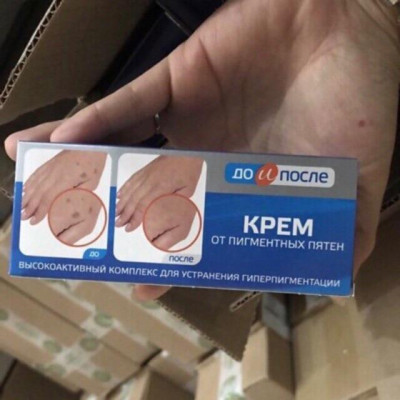 ДО и ПОСЛЕ
КРЕМ
ОТ ПИГМЕНТНЫХ ПЯТЕН
ДО
ПОСЛЕ
ВЫСОКОАКТИВНЫЙ КОМПЛЕКС ДЛЯ УСТРАНЕНИЯ ГИПЕРПИГМЕНТАЦИИ